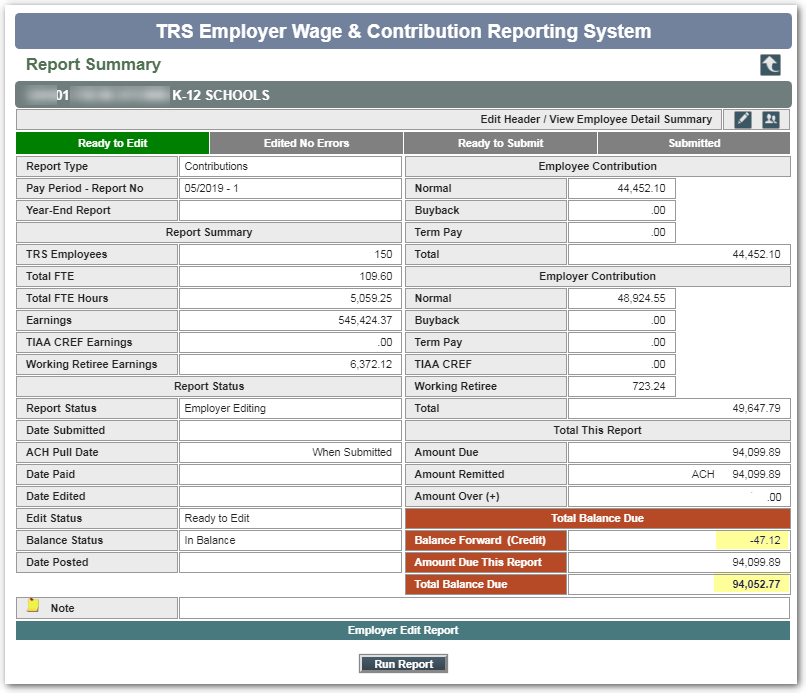 TRS Employer Wage & Contribution Reporting System
Report Summary
01 K-12 SCHOOLS
Edit Header / View Employee Detail Summary
Ready to Edit Edited No Errors Ready to Submit Submitted
Report Type Contributions Employee Contribution
Pay Period - Report No 05/2019 - 1 Normal 44,452.10
Year-End Report Buyback .00
Report Summary Term Pay .00
TRS Employees 150 Total 44,452.10
Total FTE 109.60 Employer Contribution
Total FTE Hours 5,059.25 Normal 48,924.55
Earnings 545,424.37 Buyback .00
TIAA CREF Earnings .00 Term Pay .00
Working Retiree Earnings 6,372.12 TIAA CREF .00
Report Status Working Retiree 723.24
Report Status Employer Editing Total 49,647.79
Date Submitted Total This Report
ACH Pull Date When Submitted Amount Due 94,099.89
Date Paid Amount Remitted ACH 94,099.89
Date Edited Amount Over (+) .00
Edit Status Ready to Edit Total Balance Due
Balance Status In Balance Balance Forward (Credit) -47.12
Date Posted Amount Due This Report 94,099.89
Total Balance Due 94,052.77
Note
Employer Edit Report
Run Report